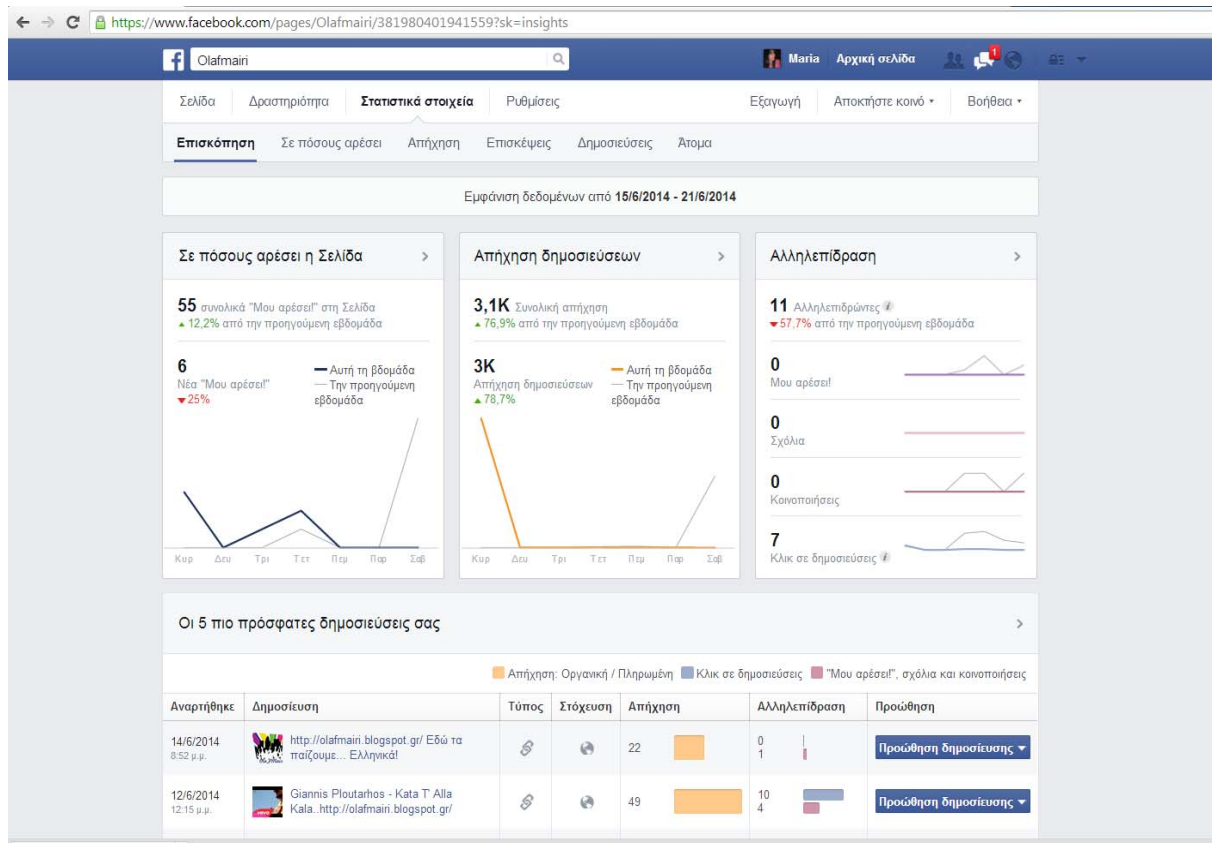 https://www.facebook.com/pages/Olafmairi/381980401941559?sk=insights
Olafmairi
Maria Αρχική σελίδα 1
Σελίδα Δραστηριότητα Στατιστικά στοιχεία Ρυθμίσεις Εξαγωγή Αποκτήστε κοινό Βοήθεια
Επισκόπηση Σε πόσους αρέσει Απήχηση Επισκέψεις Δημοσιεύσεις Άτομα
Εμφάνιση δεδομένων από 15/6/2014 - 21/6/2014
Σε πόσους αρέσει η Σελίδα
55 συνολικά "Μου αρέσει!" στη Σελίδα
12,2% από την προηγούμενη εβδομάδα
6
Νέα "Μου αρέσει!"
25%
Αυτή τη βδομάδα
Την προηγούμενη
εβδομάδα
Κυρ Δευ Τρι Τετ Πεμ Παρ Σαβ
Απήχηση δημοσιεύσεων
3,1K Συνολική απήχηση
76,9% από την προηγούμενη εβδομάδα
3K
Απήχηση δημοσιεύσεων
78,7%
Αυτή τη βδομάδα
Την προηγούμενη
εβδομάδα
Κυρ Δευ Τρι Τετ Πεμ Παρ Σαβ
Αλληλεπίδραση
11 Αλληλεπιδρώντες i
57,7% από την προηγούμενη εβδομάδα
0
Μου αρέσει!
0
Σχόλια
0
Κοινοποιήσεις
7
Κλικ σε δημοσιεύσεις i
Οι 5 πιο πρόσφατες δημοσιεύσεις σας
Απήχηση: Οργανική / Πληρωμένη Κλικ σε δημοσιεύσεις "Μου αρέσει!", σχόλια και κοινοποιήσεις
Αναρτήθηκε Δημοσίευση Τύπος Στόχευση Απήχηση Αλληλεπίδραση Προώθηση
14/6/2014
8:52 μ.μ.
http://olafmairi.blogspot.gr/ Εδώ τα
παίζουμε... Ελληνικά!
22
0
1
Προώθηση δημοσίευσης
12/6/2014
12:15 μ.μ.
Giannis Ploutarhos - Kata T' Alla
Kala..http://olafmairi.blogspot.gr/
49
10
4
Προώθηση δημοσίευσης